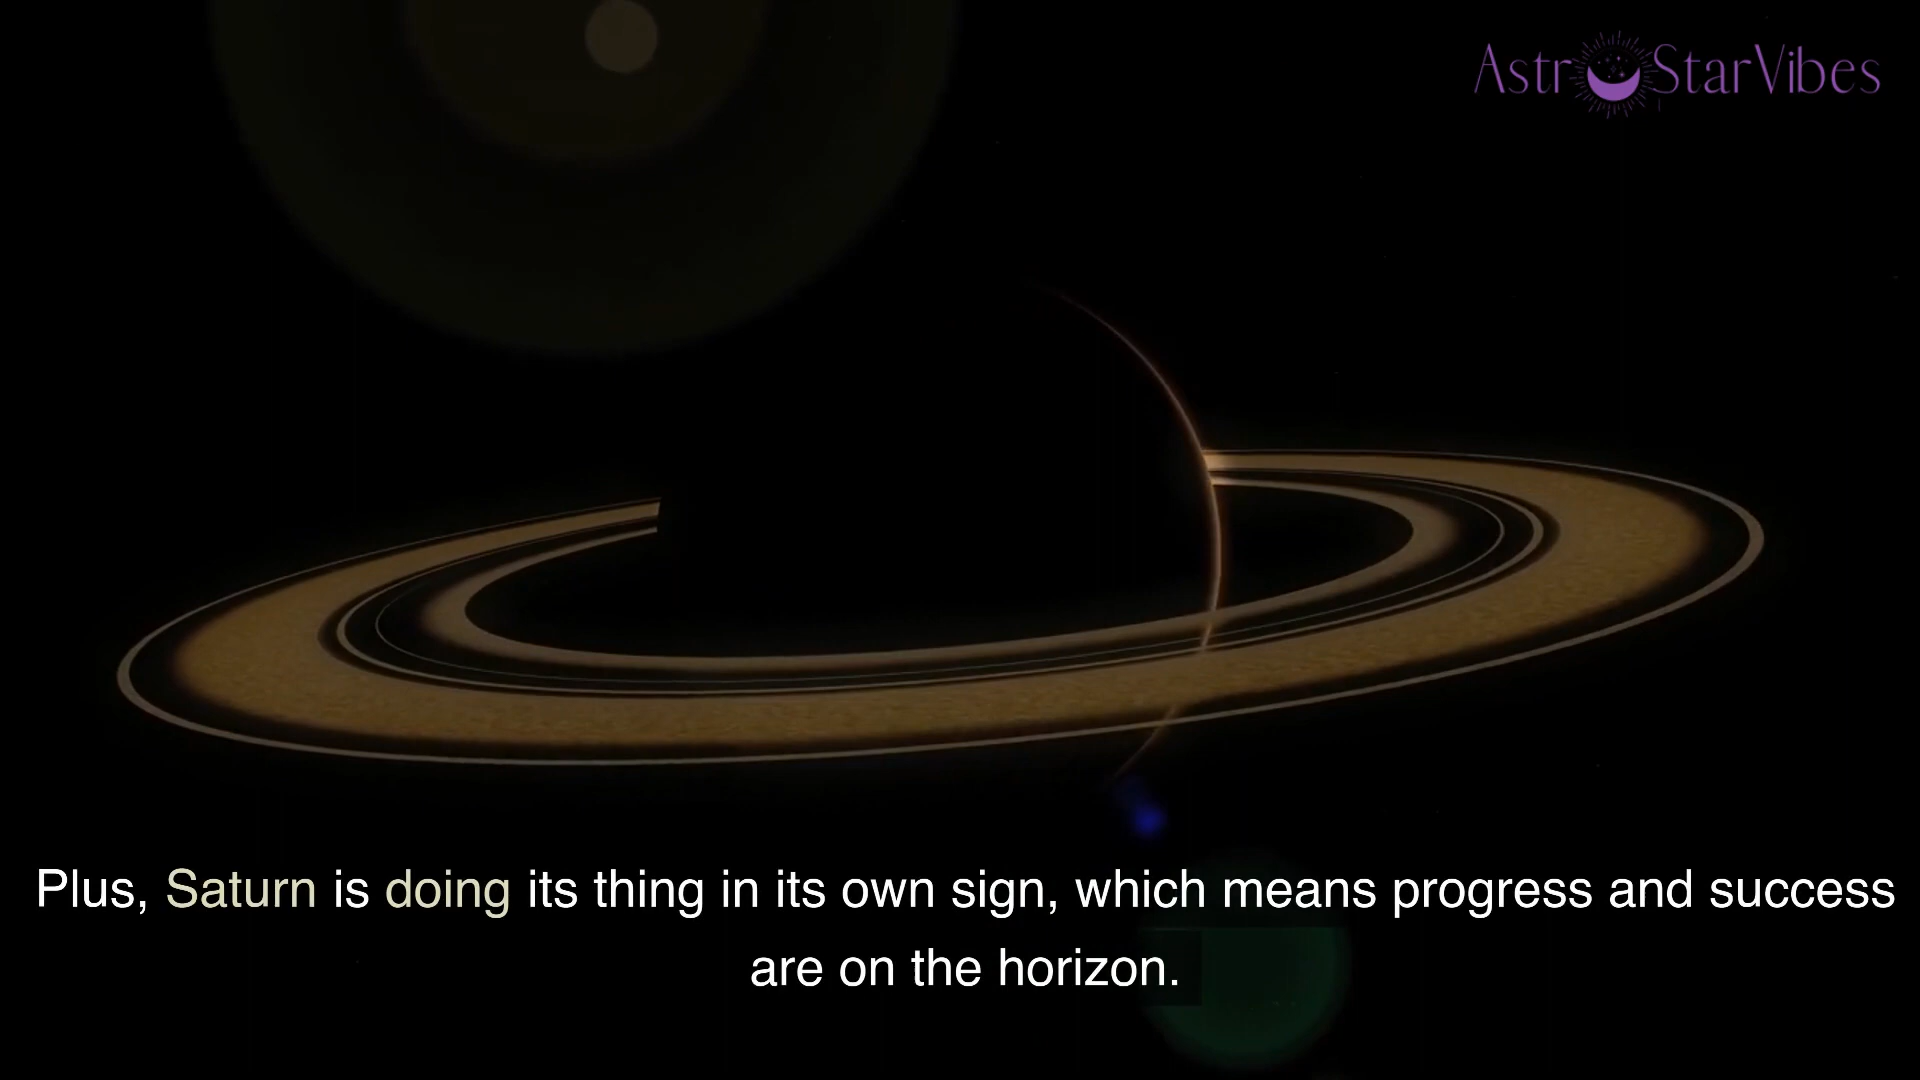 AstroStarVibes
Plus, Saturn is doing its thing in its own sign, which means progress and success
are on the horizon.